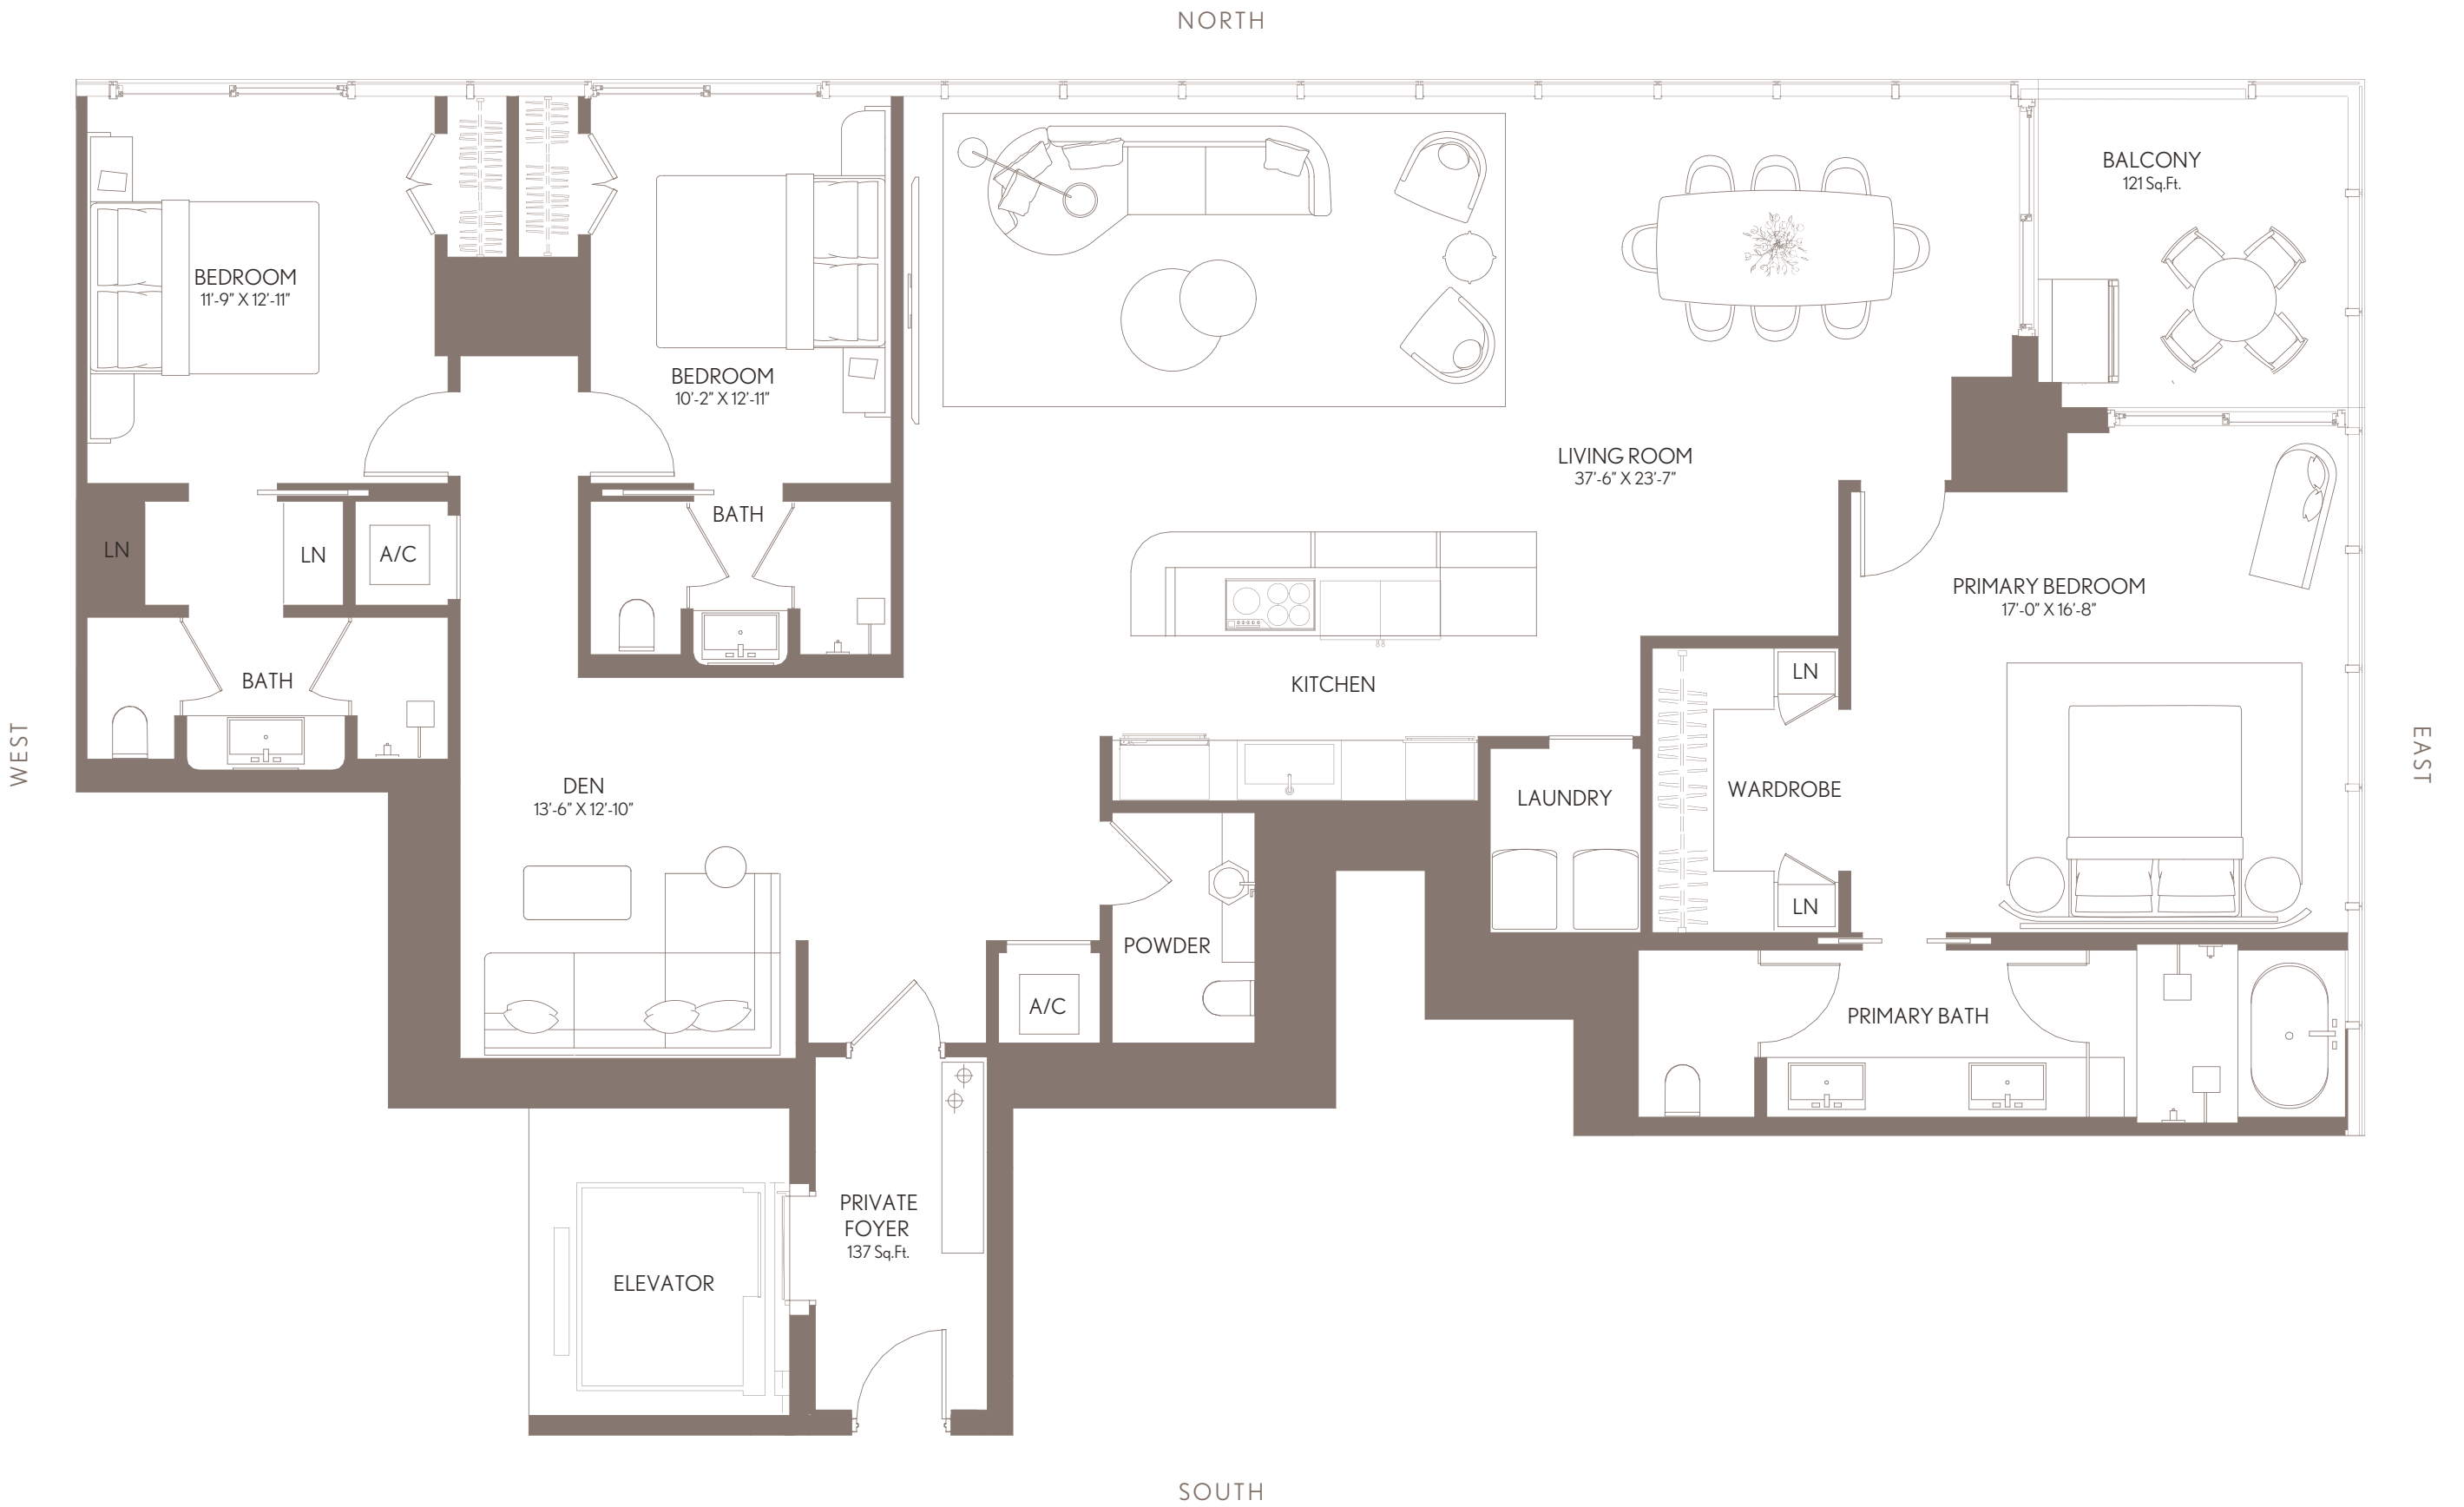 NORTH
BALCONY
121 Sq.Ft.
BEDROOM
11'-9" X 12'-11"
BEDROOM
10'-2" X 12'-11"
LIVING ROOM
37'-6" X 23'-7"
BATH
LN
LN
A/C
PRIMARY BEDROOM
17'-0" X 16'-8"
BATH
KITCHEN
LN
WEST
EAST
DEN
13'-6" X 12'-10"
LAUNDRY
WARDROBE
LN
POWDER
A/C
PRIMARY BATH
PRIVATE
FOYER
137 Sq.Ft.
ELEVATOR
SOUTH